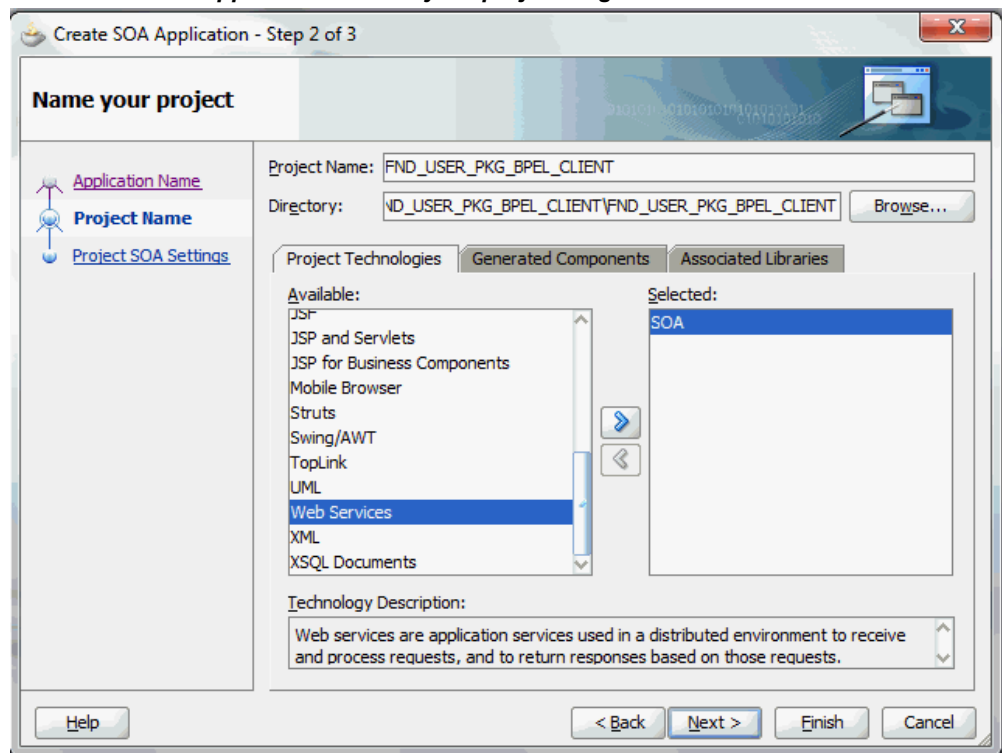 Create SOA Application - Step 2 of 3
Name your project
Application Name
Project Name
Project SOA Settings
Project Name: FND_USER_PKG_BPEL_CLIENT
Directory: ND_USER_PKG_BPEL_CLIENT\FND_USER_PKG_BPEL_CLIENT Browse...
Project Technologies Generated Components Associated Libraries
Available: Selected:
JSF
SOA
JSP and Servlets
JSP for Business Components
Mobile Browser
Struts
Swing/AWT
TopLink
UML
Web Services
XML
XSQL Documents
Technology Description:
Web services are application services used in a distributed environment to receive
and process requests, and to return responses based on those requests.
Help < Back Next > Finish Cancel